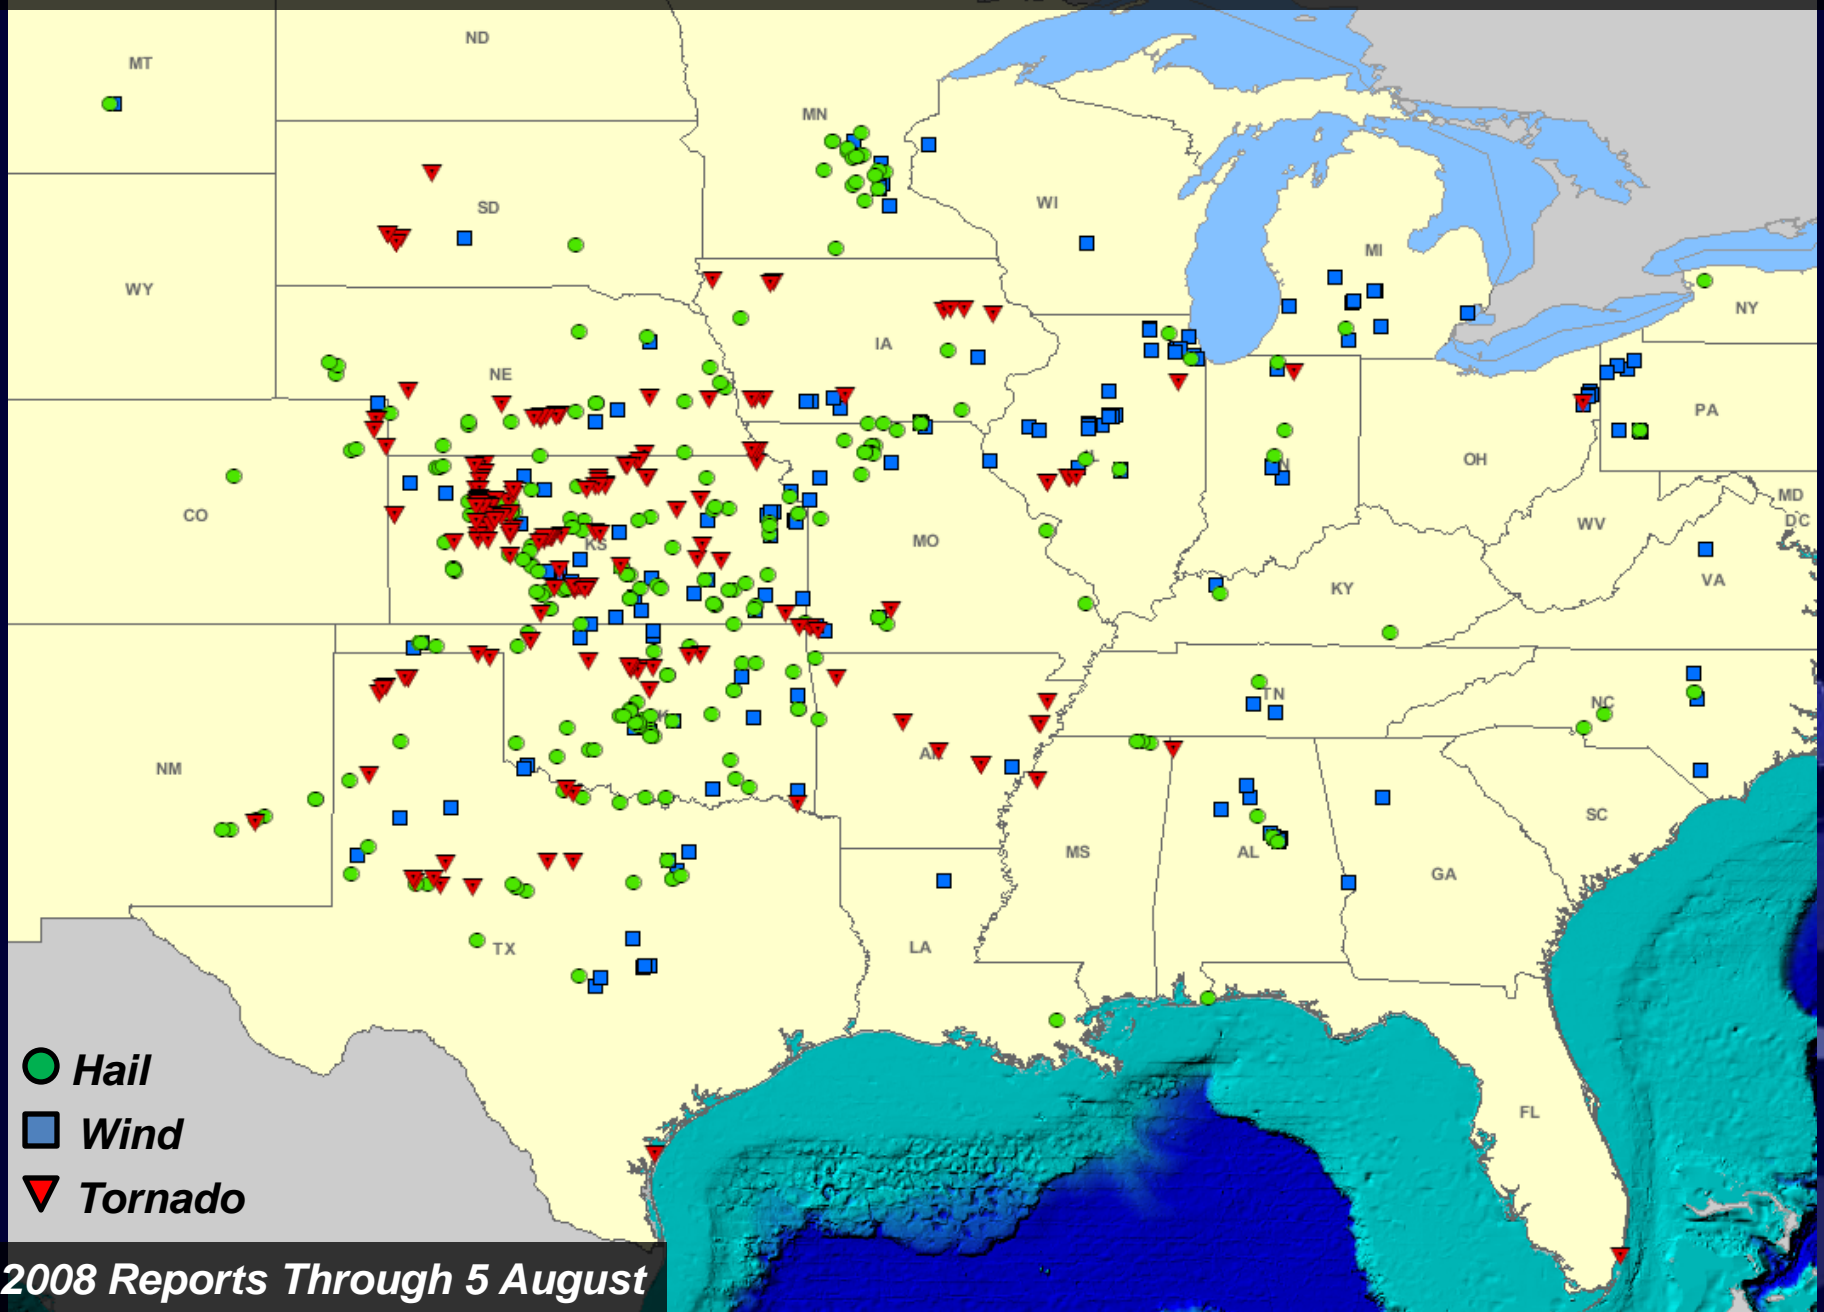 ND
MT
MN
SD
WI
MI
WY
NY
IA
NE
PA
OH
IL
IN
MD
CO
DC
WV
KS
MO
VA
KY
TN
NC
OK
NM
AR
SC
MS
AL
GA
LA
TX
FL
Hail
Wind
Tornado
2008 Reports Through 5 August